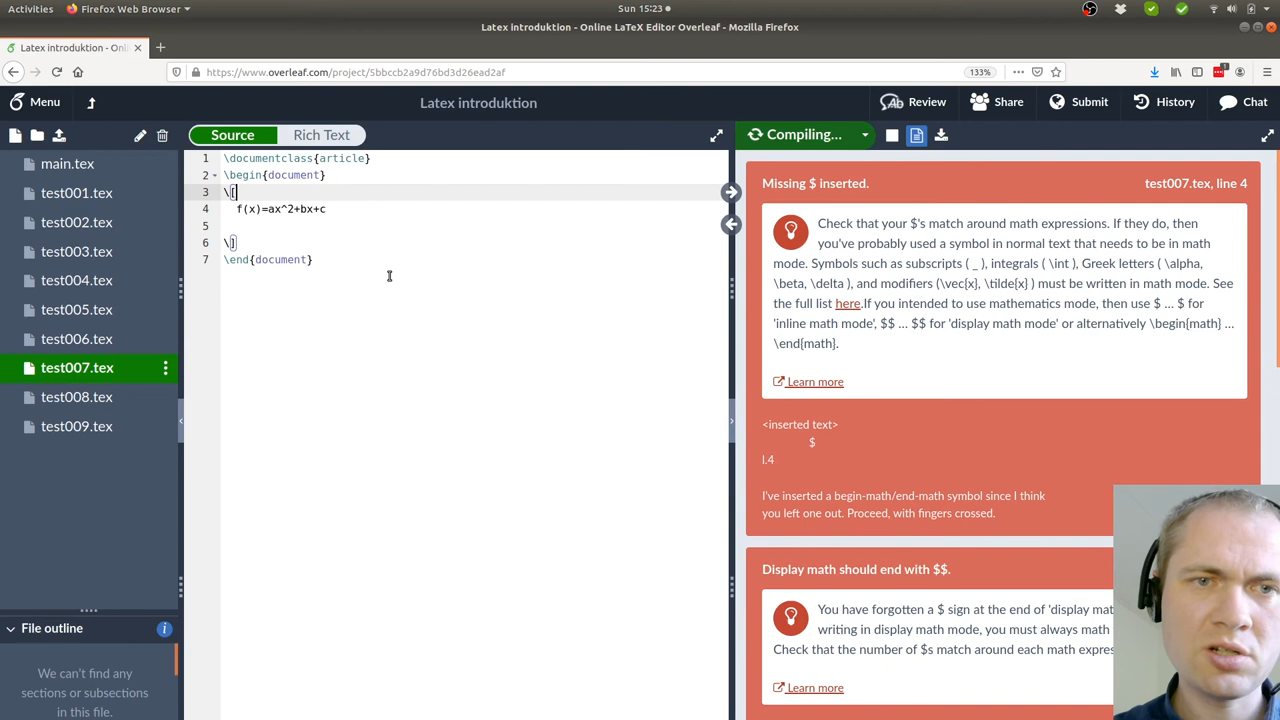 Activities Firefox Web Browser Sun 15:23
Latex introduktion - Online LaTeX Editor Overleaf - Mozilla Firefox
Latex introduktion - Onli
https://www.overleaf.com/project/5bbccb2a9d76bd3d26ead2af 133%
Menu Latex introduktion Review Share Submit History Chat
Source Rich Text Compiling...
main.tex
test001.tex
test002.tex
test003.tex
test004.tex
test005.tex
test006.tex
test007.tex
test008.tex
test009.tex
File outline
We can't find any
sections or subsections
in this file.
1 \documentclass{article}
2 \begin{document}
3 \[
4 f(x)=ax^2+bx+c
5
6 \]
7 \end{document}
Missing $ inserted. test007.tex, line 4
Check that your $'s match around math expressions. If they do, then
you've probably used a symbol in normal text that needs to be in math
mode. Symbols such as subscripts ( _ ), integrals ( \int ), Greek letters ( \alpha,
\beta, \delta ), and modifiers (\vec{x}, \tilde{x} ) must be written in math mode. See
the full list here.If you intended to use mathematics mode, then use $ ... $ for
'inline math mode', $$ ... $$ for 'display math mode' or alternatively \begin{math} ...
\end{math}.
Learn more
<inserted text>
$
l.4
I've inserted a begin-math/end-math symbol since I think
you left one out. Proceed, with fingers crossed.
Display math should end with $$.
You have forgotten a $ sign at the end of 'display mat
writing in display math mode, you must always math
Check that the number of $s match around each math expres
Learn more